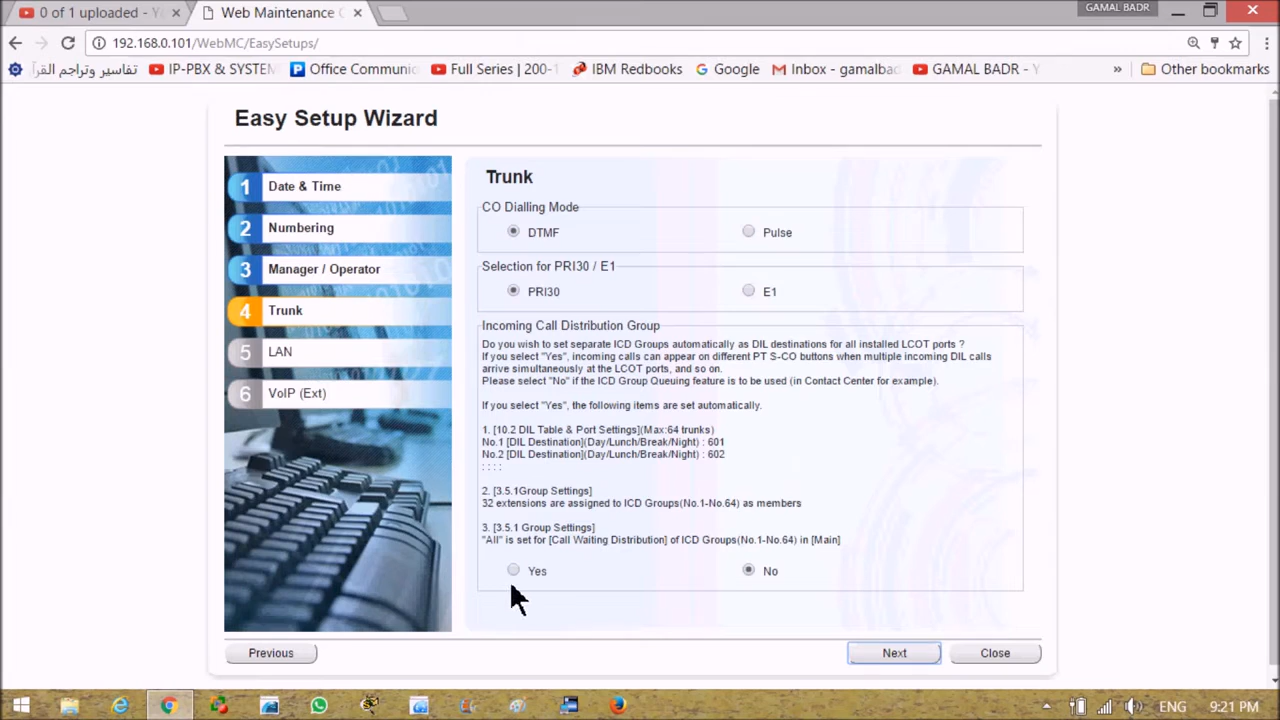 0 of 1 uploaded - Y
Web Maintenance C
GAMAL BADR
192.168.0.101/WebMC/EasySetups/
تفاسير وتراجم القرآ
IP-PBX & SYSTEM
Office Communic
Full Series | 200-1
IBM Redbooks
Google
Inbox - gamalbad
GAMAL BADR - Y
»
Other bookmarks
Easy Setup Wizard
1 Date & Time
2 Numbering
3 Manager / Operator
4 Trunk
5 LAN
6 VoIP (Ext)
Trunk
CO Dialling Mode
DTMF
Pulse
Selection for PRI30 / E1
PRI30
E1
Incoming Call Distribution Group
Do you wish to set separate ICD Groups automatically as DIL destinations for all installed LCOT ports ?
If you select "Yes", incoming calls can appear on different PT S-CO buttons when multiple incoming DIL calls
arrive simultaneously at the LCOT ports, and so on.
Please select "No" if the ICD Group Queuing feature is to be used (in Contact Center for example).
If you select "Yes", the following items are set automatically.
1. [10.2 DIL Table & Port Settings](Max:64 trunks)
No.1 [DIL Destination](Day/Lunch/Break/Night) : 601
No.2 [DIL Destination](Day/Lunch/Break/Night) : 602
: : : :
2. [3.5.1Group Settings]
32 extensions are assigned to ICD Groups(No.1-No.64) as members
3. [3.5.1 Group Settings]
"All" is set for [Call Waiting Distribution] of ICD Groups(No.1-No.64) in [Main]
Yes
No
Previous
Next
Close
ENG
9:21 PM